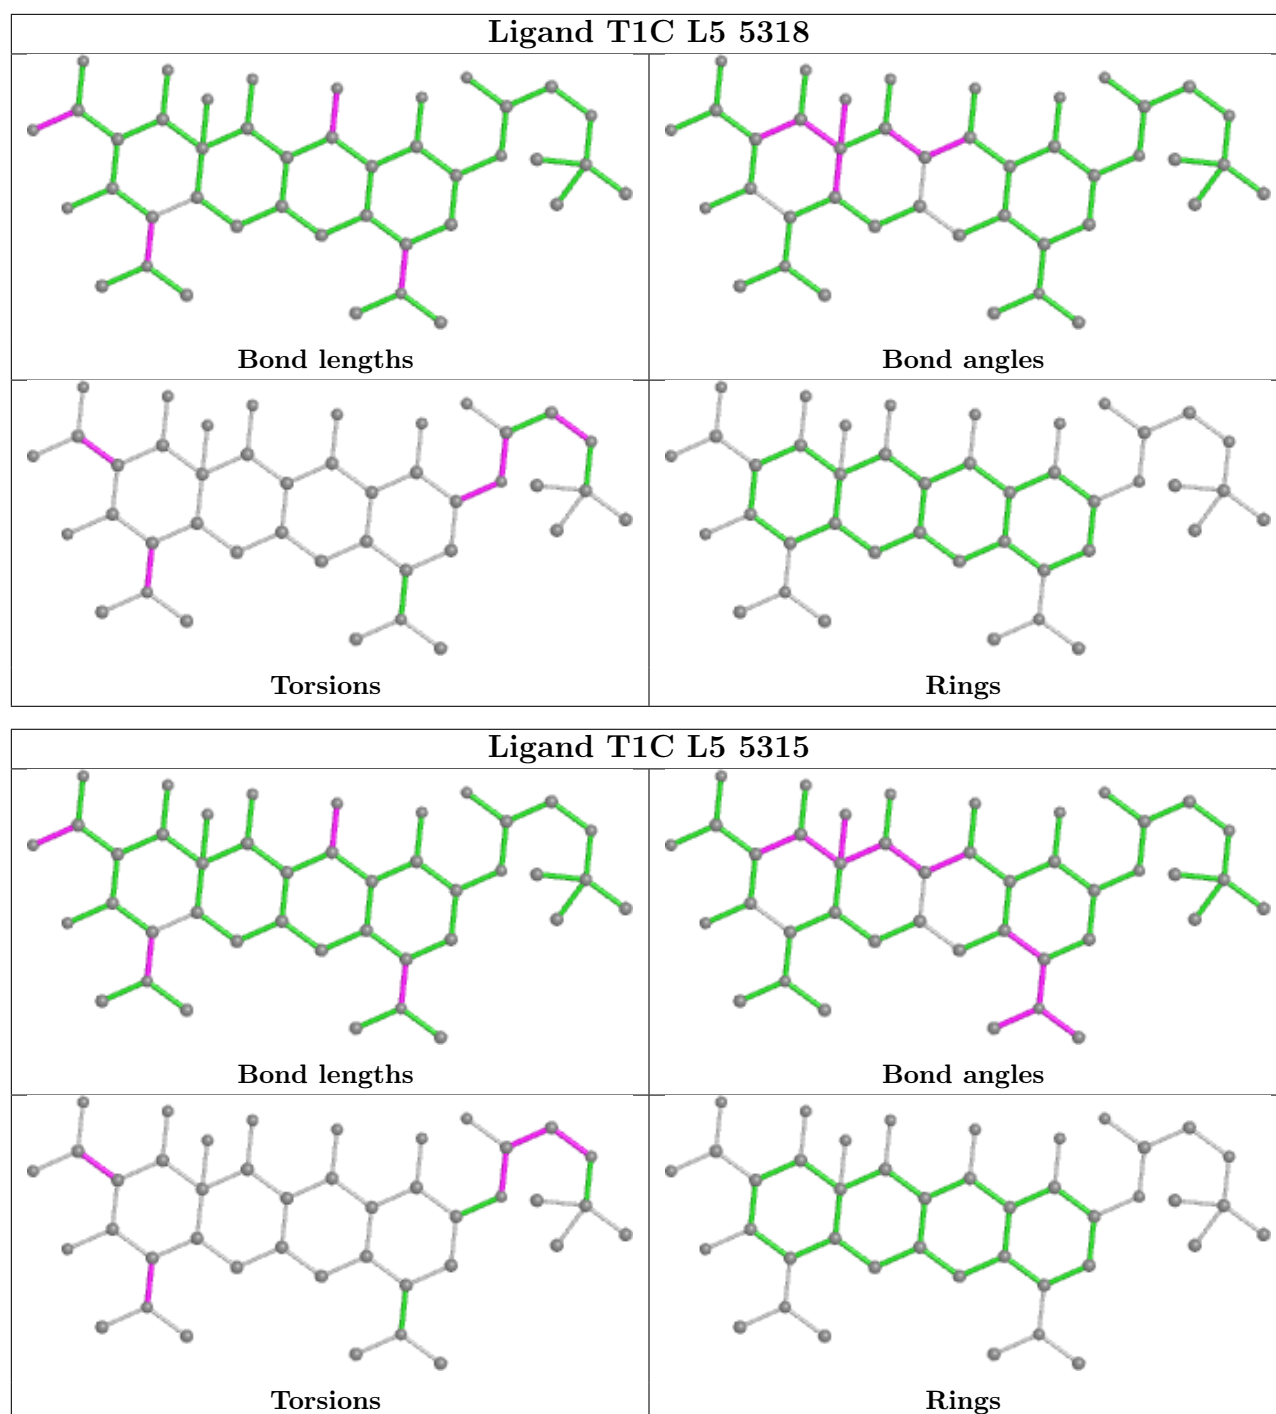 Ligand T1C L5 5318
Bond lengths
Bond angles
Torsions
Rings
Ligand T1C L5 5315
Bond lengths
Bond angles
Torsions
Rings